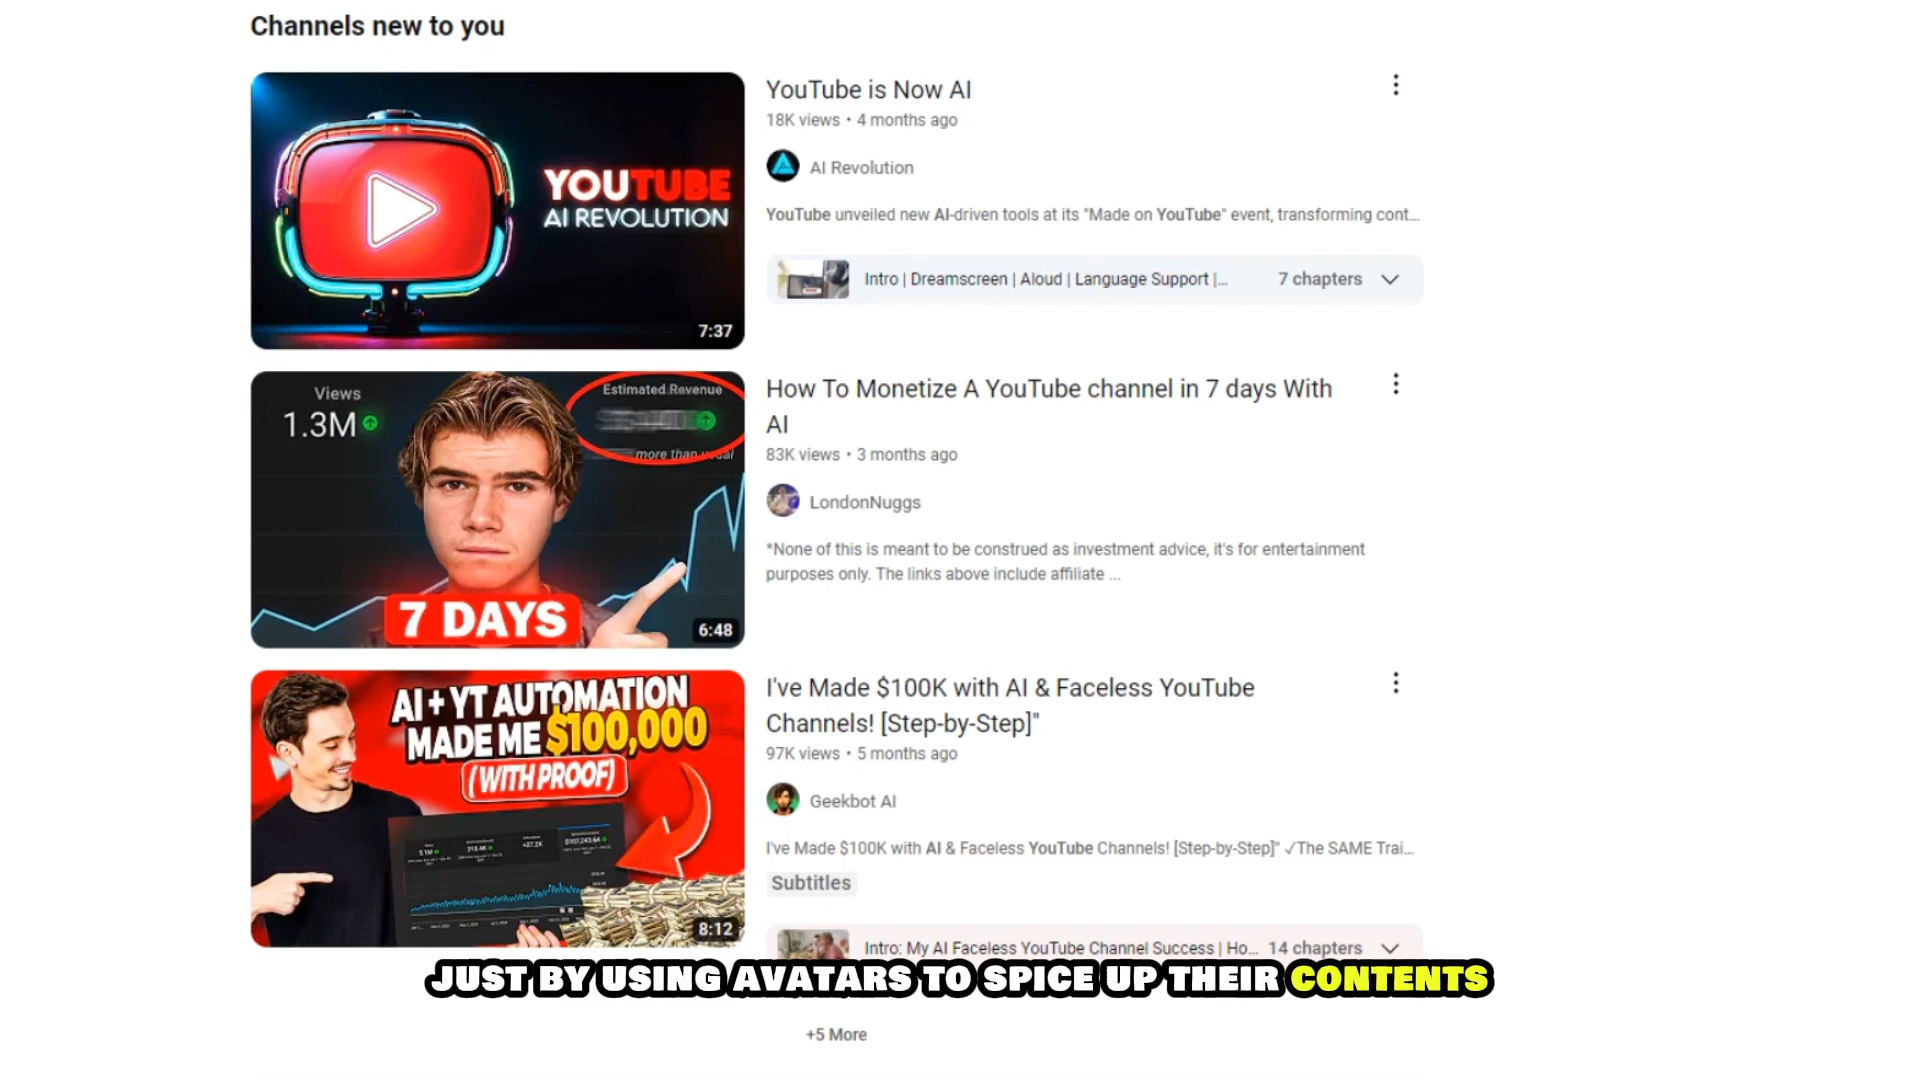 Channels new to you
YOUTUBE
AI REVOLUTION
7:37
YouTube is Now AI
18K views • 4 months ago
AI Revolution
YouTube unveiled new AI-driven tools at its "Made on YouTube" event, transforming cont...
Intro | Dreamscreen | Aloud | Language Support |...
7 chapters
Views
1.3M
Estimated Revenue
more than usual
7 DAYS
6:48
How To Monetize A YouTube channel in 7 days With
AI
83K views • 3 months ago
LondonNuggs
*None of this is meant to be construed as investment advice, it's for entertainment
purposes only. The links above include affiliate ...
AI + YT AUTOMATION
MADE ME $100,000
(WITH PROOF)
8:12
I've Made $100K with AI & Faceless YouTube
Channels! [Step-by-Step]"
97K views • 5 months ago
Geekbot AI
I've Made $100K with AI & Faceless YouTube Channels! [Step-by-Step]" ✓The SAME Trai...
Subtitles
Intro: My AI Faceless YouTube Channel Success | Ho...
14 chapters
JUST BY USING AVATARS TO SPICE UP THEIR CONTENTS
+5 More